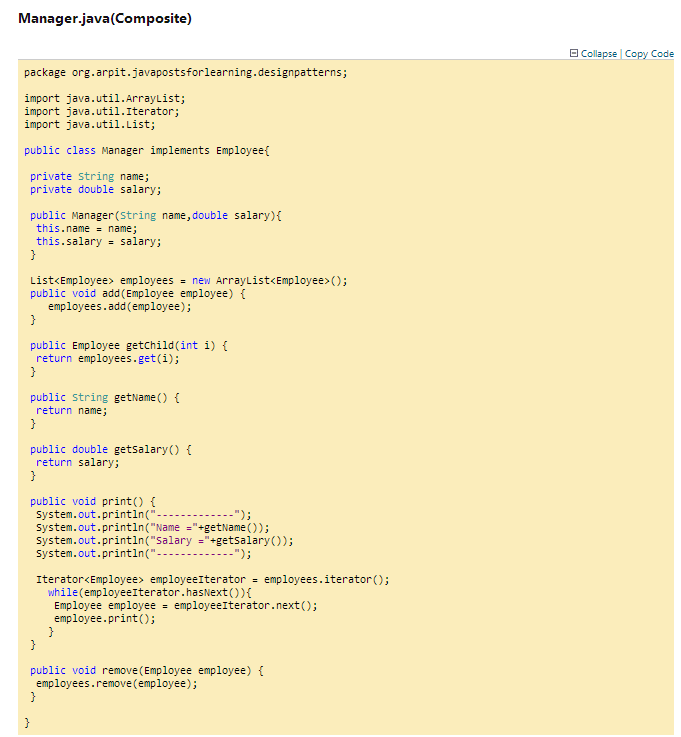 Manager.java(Composite)
Collapse | Copy Code
package org.arpit.javapostsforlearning.designpatterns;
import java.util.ArrayList;
import java.util.Iterator;
import java.util.List;
public class Manager implements Employee{
private String name;
private double salary;
public Manager(String name,double salary){
this.name = name;
this.salary = salary;
}
List<Employee> employees = new ArrayList<Employee>();
public void add(Employee employee) {
employees.add(employee);
}
public Employee getChild(int i) {
return employees.get(i);
}
public String getName() {
return name;
}
public double getSalary() {
return salary;
}
public void print() {
System.out.println("-------------");
System.out.println("Name ="+getName());
System.out.println("Salary ="+getSalary());
System.out.println("-------------");
Iterator<Employee> employeeIterator = employees.iterator();
while(employeeIterator.hasNext()){
Employee employee = employeeIterator.next();
employee.print();
}
}
public void remove(Employee employee) {
employees.remove(employee);
}
}